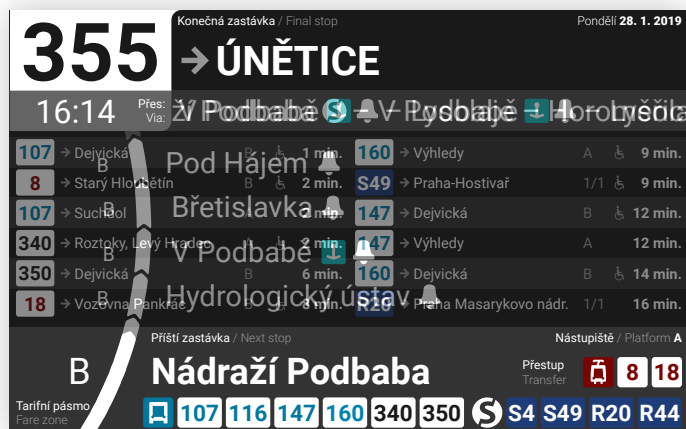 355
Konečná zastávka / Final stop
Pondělí 28. 1. 2019
→ ÚNĚTICE
16:14
Přes:
Via:
V Podbabě
107 → Dejvická B 1 min.
8 → Starý Hloubětín B 2 min.
107 → Suchdol A 2 min.
340 → Roztoky, Levý Hradec 2 min.
350 → Dejvická B 6 min.
18 → Vozovna Pankrác 8 min.
160 → Výhledy A 9 min.
S49 → Praha-Hostivař 1/1 9 min.
147 → Dejvická B 12 min.
147 → Výhledy A 12 min.
160 → Dejvická B 14 min.
R20 → Praha Masarykovo nádr. 1/1 16 min.
B Pod Hájem
B Břetislavka
B V Podbabě
B Hydrologický ústav
Příští zastávka / Next stop
Nástupiště / Platform A
B
Nádraží Podbaba
Přestup
Transfer
8 18
Tarifní pásmo
Fare zone
107 116 147 160 340 350 S S4 S49 R20 R44